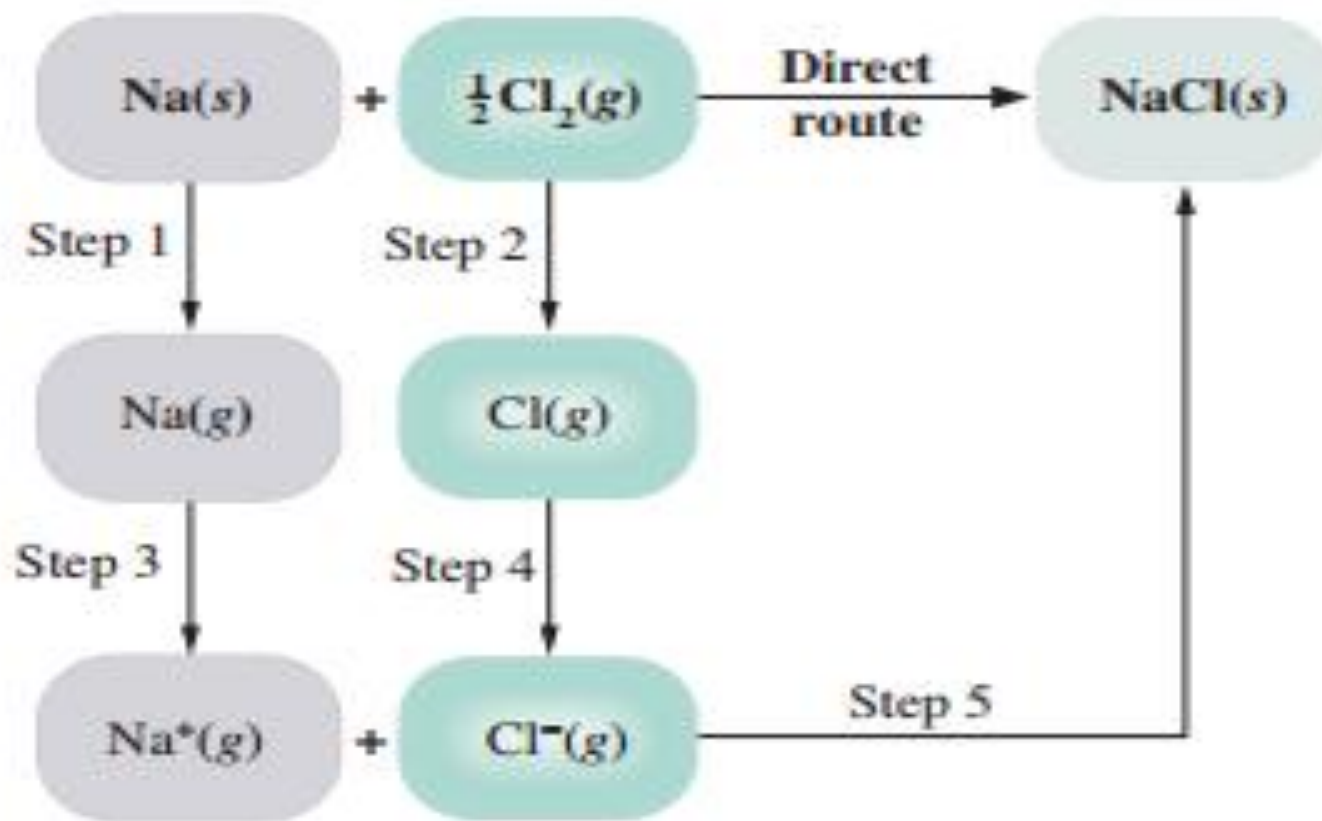 Na(s) + ½Cl₂(g) Direct route NaCl(s)
Step 1 Step 2
Na(g) Cl(g)
Step 3 Step 4
Na⁺(g) + Cl⁻(g) Step 5